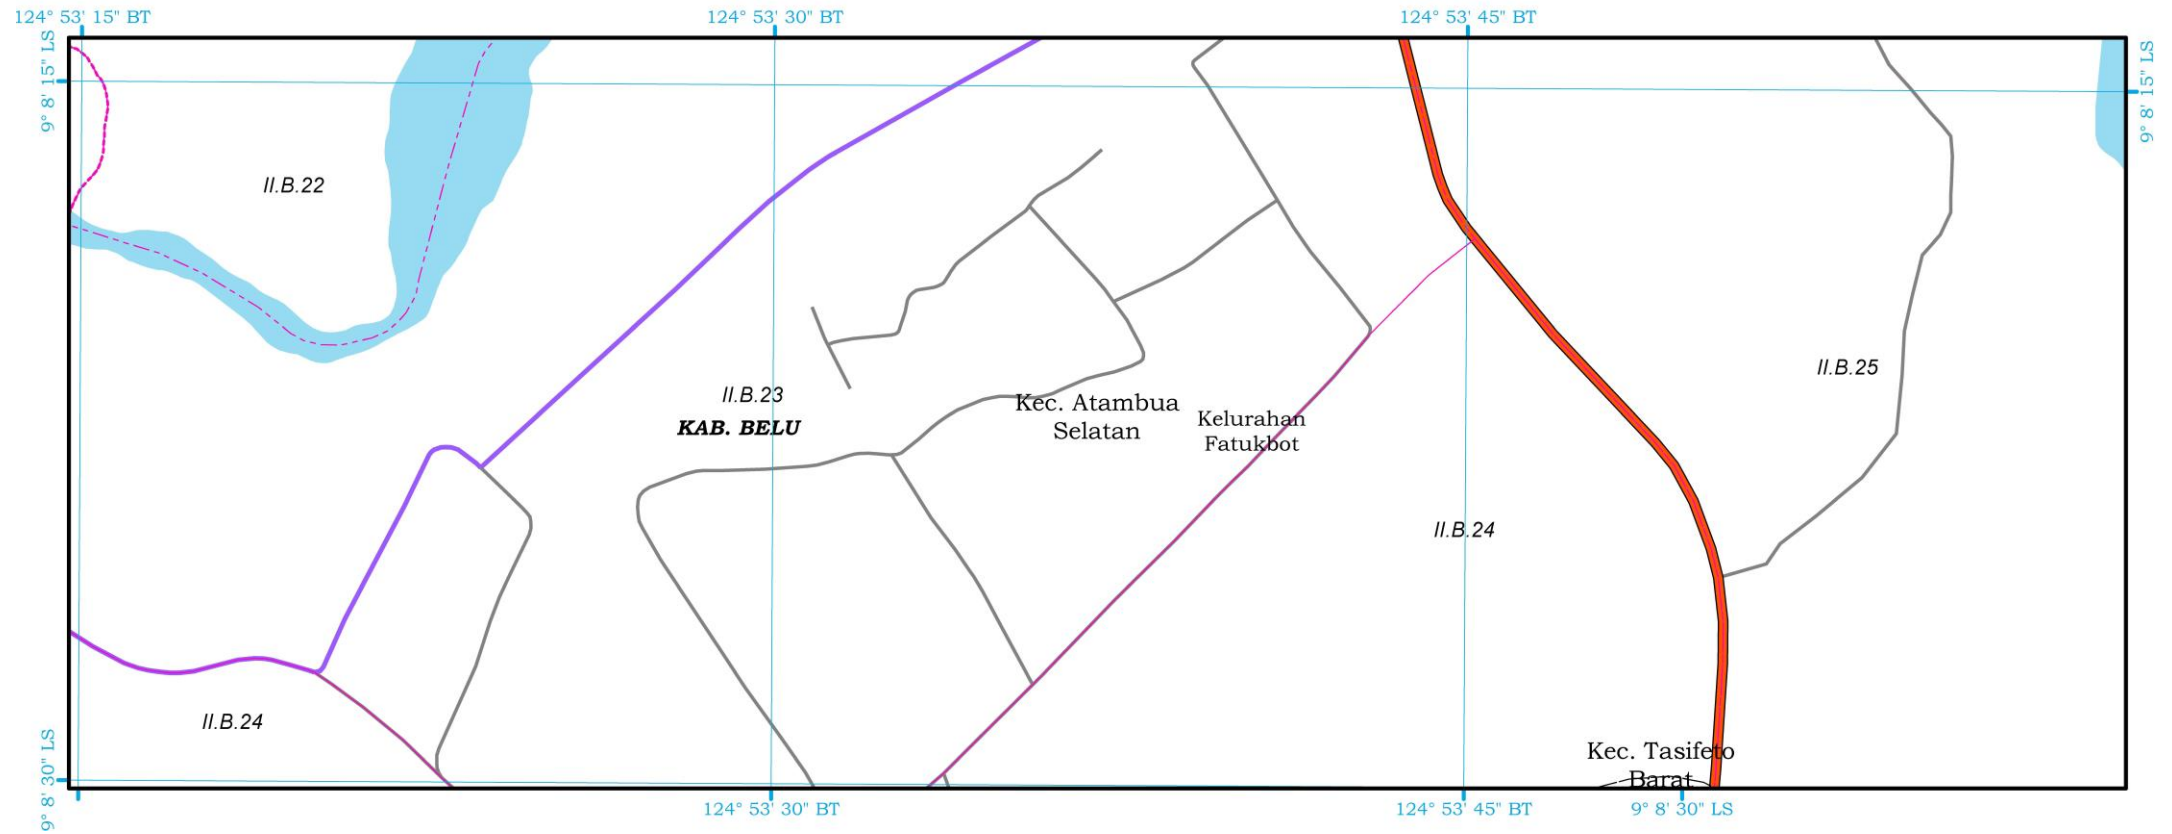 124° 53' 15" BT
124° 53' 30" BT
124° 53' 45" BT
9° 8' 15" LS
9° 8' 15" LS
II.B.22
II.B.25
II.B.23
KAB. BELU
Kec. Atambua
Selatan
Kelurahan
Fatukbot
II.B.24
II.B.24
Kec. Tasifeto
Barat
9° 8' 30" LS
124° 53' 30" BT
124° 53' 45" BT
9° 8' 30" LS